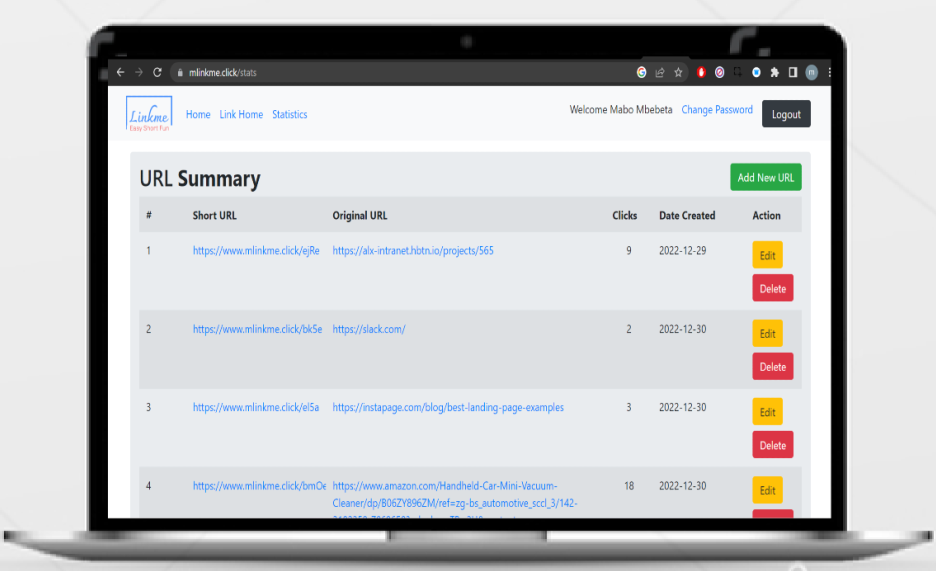 mlinkme.click/stats
m
Linkme
Easy Short Fun
Home Link Home Statistics
Welcome Mabo Mbebeta Change Password Logout
URL Summary
Add New URL
# Short URL Original URL Clicks Date Created Action
1 https://www.mlinkme.click/ejRe https://alx-intranet.hbtn.io/projects/565 9 2022-12-29 Edit
Delete
2 https://www.mlinkme.click/bk5e https://slack.com/ 2 2022-12-30 Edit
Delete
3 https://www.mlinkme.click/el5a https://instapage.com/blog/best-landing-page-examples 3 2022-12-30 Edit
Delete
4 https://www.mlinkme.click/bmOe https://www.amazon.com/Handheld-Car-Mini-Vacuum- 18 2022-12-30 Edit
Cleaner/dp/B06ZY896ZM/ref=zg-bs_automotive_sccl_3/142-